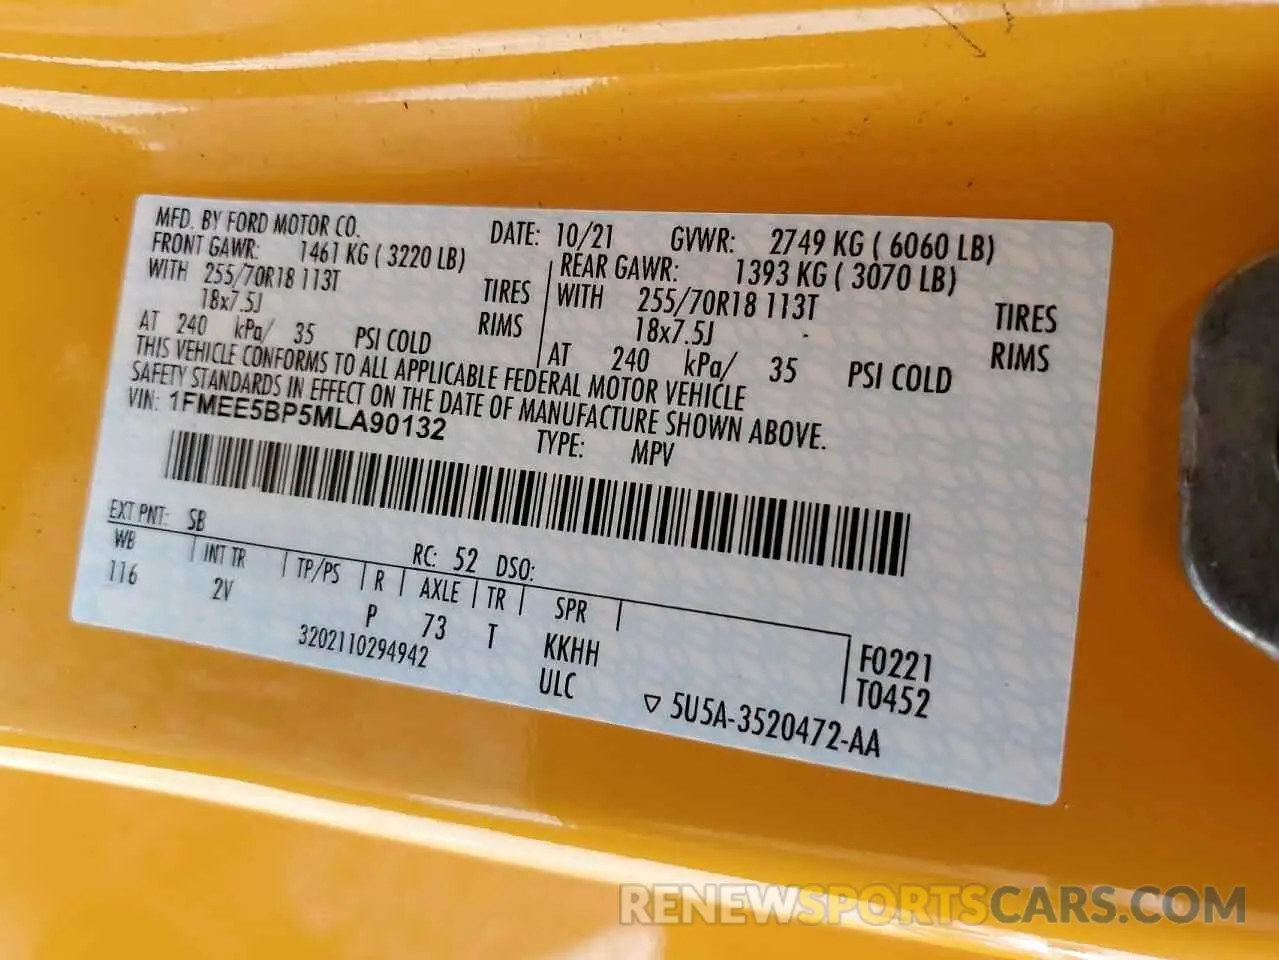 MFD. BY FORD MOTOR CO.
DATE: 10/21 GVWR: 2749 KG ( 6060 LB)
FRONT GAWR: 1461 KG ( 3220 LB)
WITH 255/70R18 113T TIRES
18x7.5J RIMS
AT 240 kPa/ 35 PSI COLD
REAR GAWR: 1393 KG ( 3070 LB)
WITH 255/70R18 113T TIRES
18x7.5J RIMS
AT 240 kPa/ 35 PSI COLD
THIS VEHICLE CONFORMS TO ALL APPLICABLE FEDERAL MOTOR VEHICLE
SAFETY STANDARDS IN EFFECT ON THE DATE OF MANUFACTURE SHOWN ABOVE.
VIN: 1FMEE5BP5MLA90132
TYPE: MPV
EXT PNT: SB RC: 52 DSO:
WB INT TR TP/PS R AXLE TR SPR
116 2V P 73 T KKHH
F0221
T0452
3202110294942 ULC
5U5A-3520472-AA
RENEWSPORTSCARS.COM